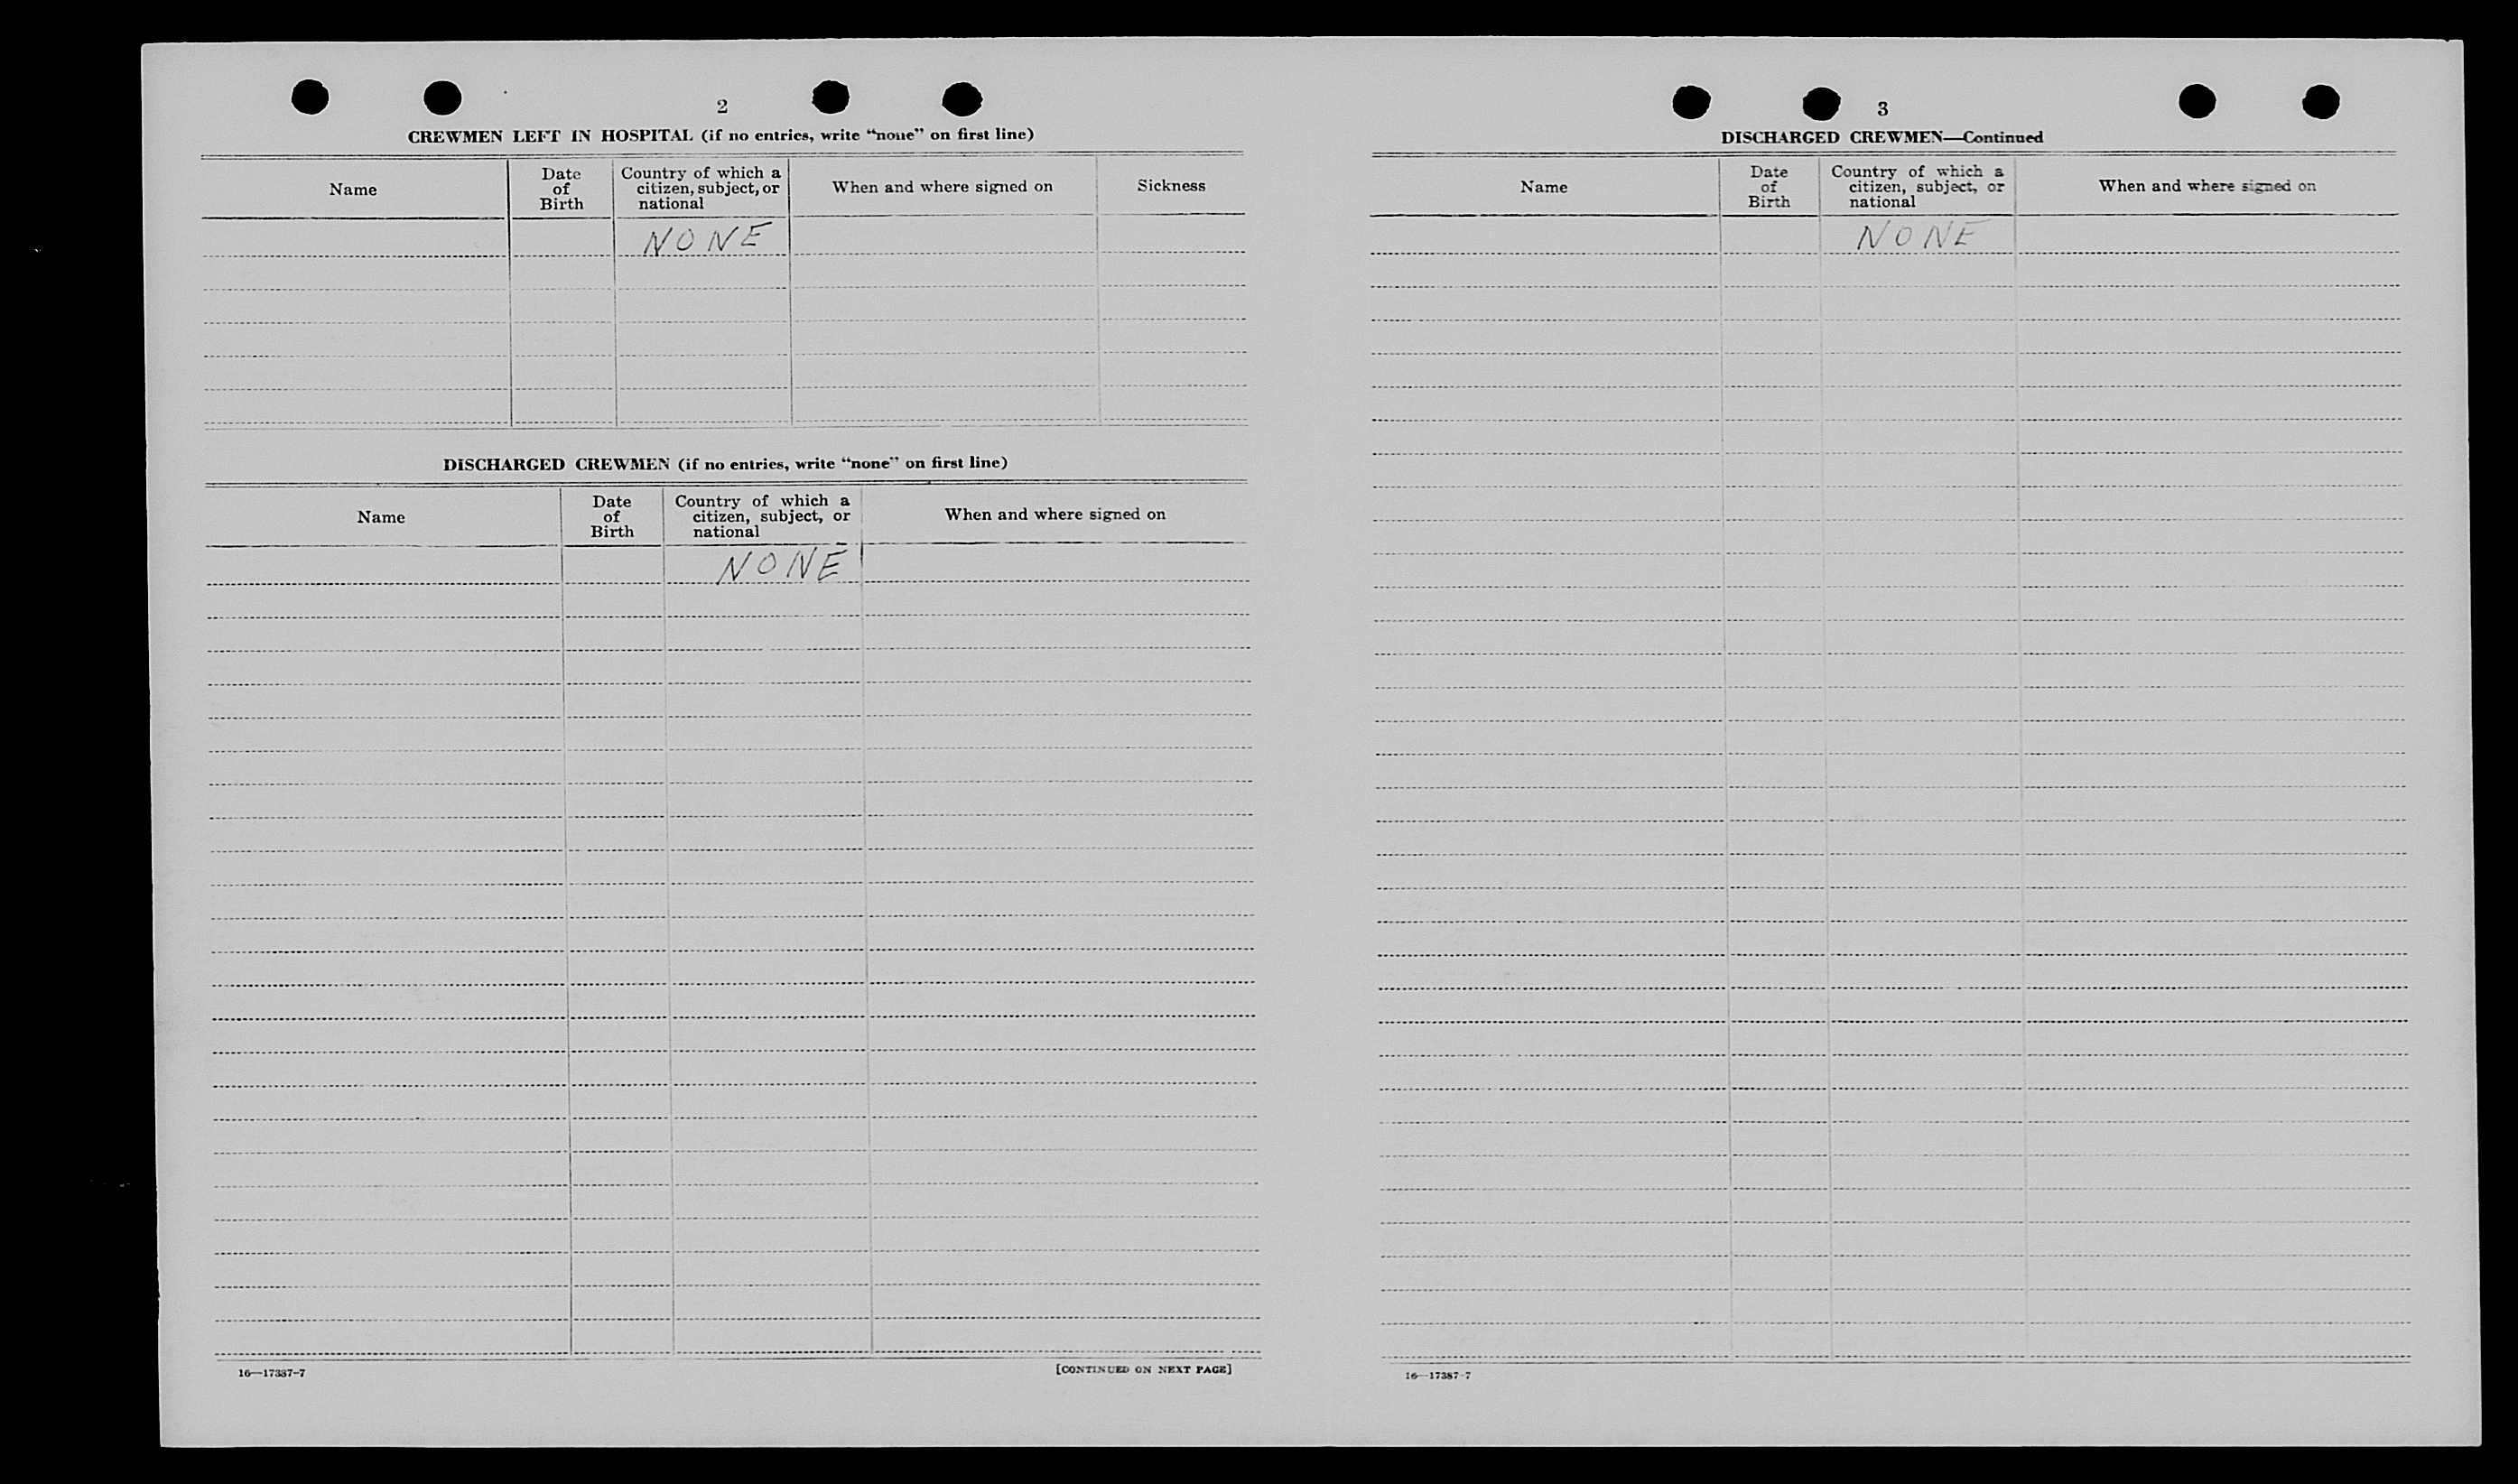 2
CREWMEN LEFT IN HOSPITAL (if no entries, write “none” on first line)
Name
Date
of
Birth
Country of which a
citizen, subject, or
national
When and where signed on
Sickness
NONE
DISCHARGED CREWMEN (if no entries, write “none” on first line)
Name
Date
of
Birth
Country of which a
citizen, subject, or
national
When and where signed on
NONE
16—17387-7
[CONTINUED ON NEXT PAGE]
3
DISCHARGED CREWMEN—Continued
Name
Date
of
Birth
Country of which a
citizen, subject, or
national
When and where signed on
NONE
16—17387-7